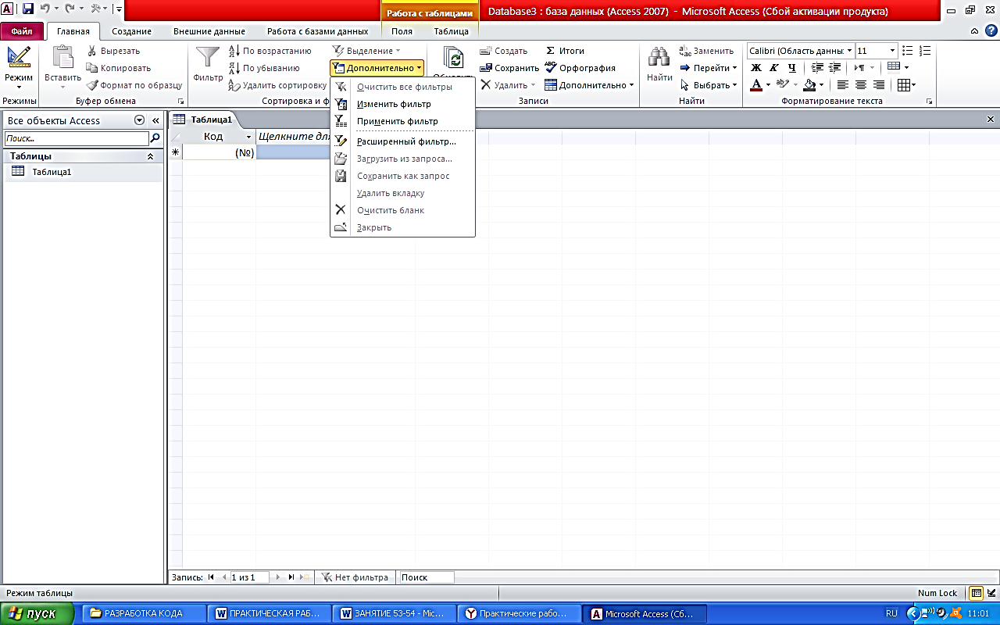 Работа с таблицами
Database3 : база данных (Access 2007) - Microsoft Access (Сбой активации продукта)
Файл Главная Создание Внешние данные Работа с базами данных Поля Таблица
Режим
Режимы
Вставить
Вырезать
Копировать
Формат по образцу
Буфер обмена
Фильтр
По возрастанию
По убыванию
Удалить сортировку
Выделение
Дополнительно
Сортировка и ф
Создать
Сохранить
Удалить
Итоги
Орфография
Дополнительно
Записи
Найти
Заменить
Перейти
Выбрать
Найти
Calibri (Область данны: 11
Ж К Ч
Форматирование текста
Очистить все фильтры
Изменить фильтр
Применить фильтр
Расширенный фильтр...
Загрузить из запроса...
Сохранить как запрос
Удалить вкладку
Очистить бланк
Закрыть
Все объекты Access
Поиск...
Таблицы
Таблица1
Таблица1
Код Щелкните для
(№)
Запись: 1 из 1 Нет фильтра Поиск
Режим таблицы
Num Lock
пуск РАЗРАБОТКА КОДА ПРАКТИЧЕСКАЯ РАБ... ЗАНЯТИЕ 53-54 - Mic... Практические рабо... Microsoft Access (Сб... RU 11:01